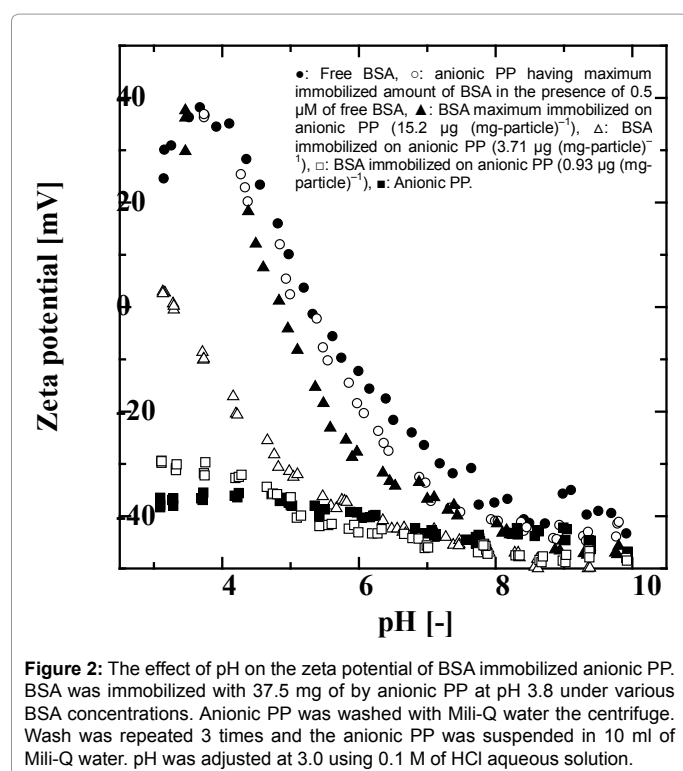 ●: Free BSA, ○: anionic PP having maximum
immobilized amount of BSA in the presence of 0.5
µM of free BSA, ▲: BSA maximum immobilized on
anionic PP (15.2 µg (mg-particle)⁻¹), △: BSA
immobilized on anionic PP (3.71 µg (mg-particle)⁻
¹), □: BSA immobilized on anionic PP (0.93 µg (mg-
particle)⁻¹), ■: Anionic PP.
40
20
0
-20
-40
Zeta potential [mV]
4 6 8 10
pH [-]
Figure 2: The effect of pH on the zeta potential of BSA immobilized anionic PP.
BSA was immobilized with 37.5 mg of by anionic PP at pH 3.8 under various
BSA concentrations. Anionic PP was washed with Mili-Q water the centrifuge.
Wash was repeated 3 times and the anionic PP was suspended in 10 ml of
Mili-Q water. pH was adjusted at 3.0 using 0.1 M of HCl aqueous solution.